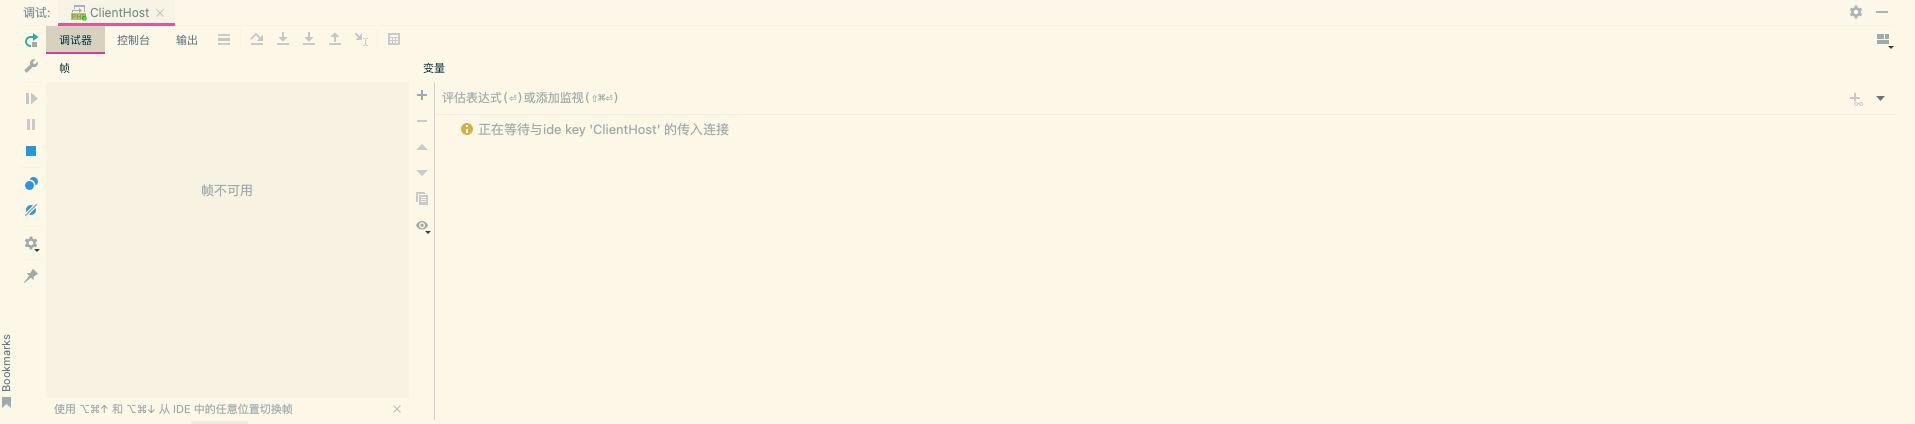 调试: ClientHost
调试器 控制台 输出
帧 变量
评估表达式(⏎)或添加监视(⇧⌘⏎)
正在等待与ide key 'ClientHost' 的传入连接
帧不可用
Bookmarks
使用 ⌥⌘↑ 和 ⌥⌘↓ 从 IDE 中的任意位置切换帧